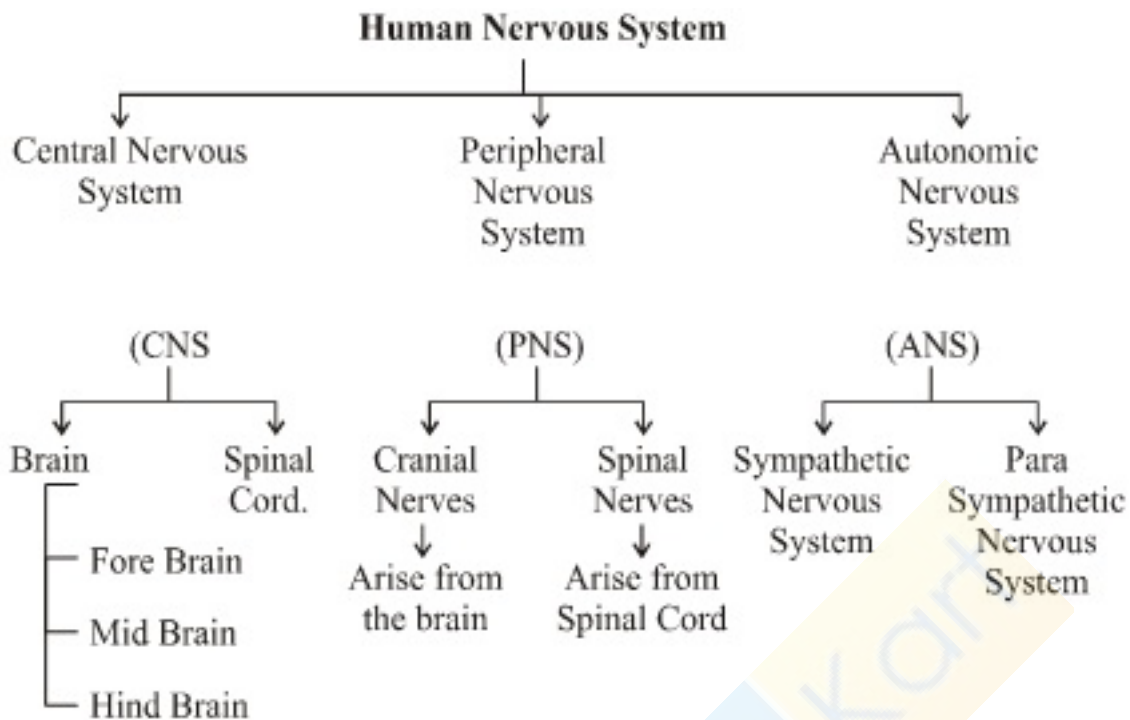 Human Nervous System
Central Nervous
System
Peripheral
Nervous
System
Autonomic
Nervous
System
(CNS
(PNS)
(ANS)
Brain
Spinal
Cord.
Cranial
Nerves
Spinal
Nerves
Sympathetic
Nervous
System
Para
Sympathetic
Nervous
System
Arise from
the brain
Arise from
Spinal Cord
Fore Brain
Mid Brain
Hind Brain
Kart